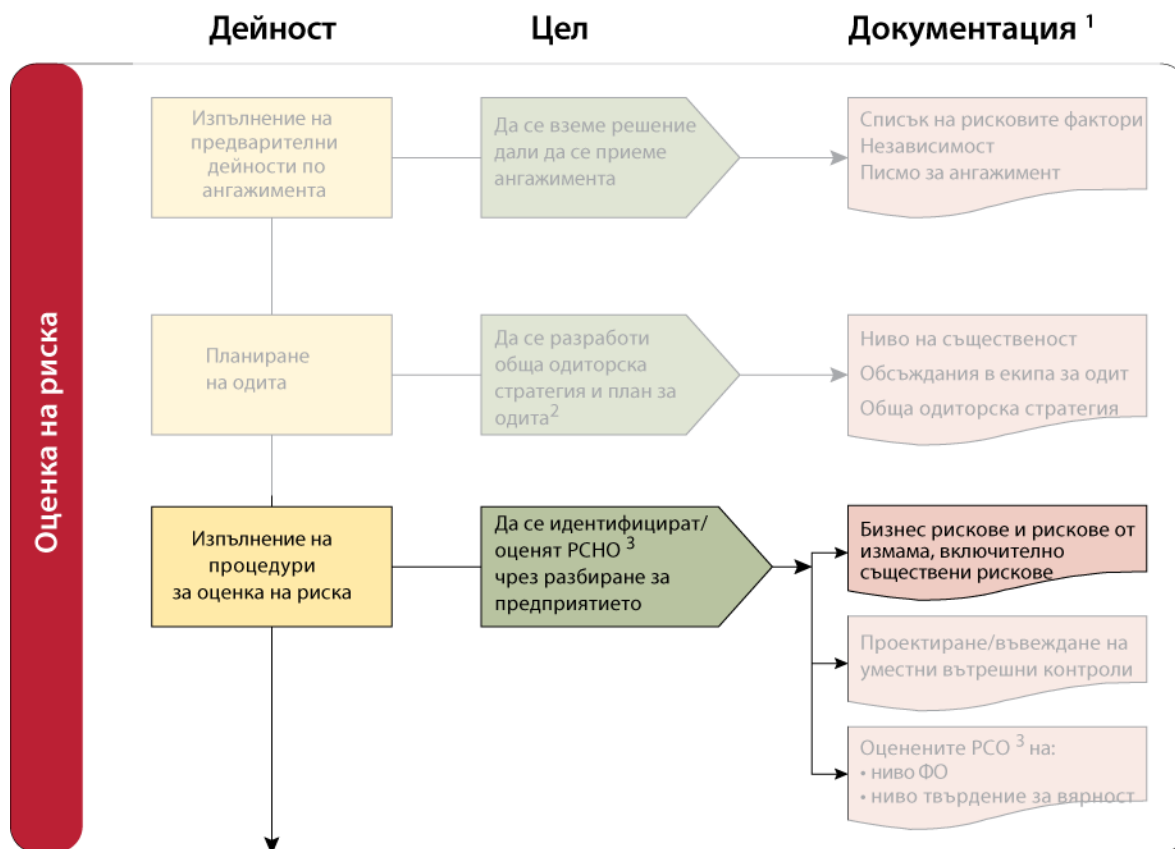 Дейност
Цел
Документация ¹
Оценка на риска
Изпълнение на
предварителни
дейности по
ангажимента
Да се вземе решение
дали да се приеме
ангажимента
Списък на рисковите фактори
Независимост
Писмо за ангажимент
Планиране
на одита
Да се разработи
обща одиторска
стратегия и план за
одита²
Ниво на същественост
Обсъждания в екипа за одит
Обща одиторска стратегия
Изпълнение на
процедури
за оценка на риска
Да се идентифицират/
оценят РСНО ³
чрез разбиране за
предприятието
Бизнес рискове и рискове от
измама, включително
съществени рискове
Проектиране/въвеждане на
уместни вътрешни контроли
Оценените РСО ³ на:
• ниво ФО
• ниво твърдение за вярност